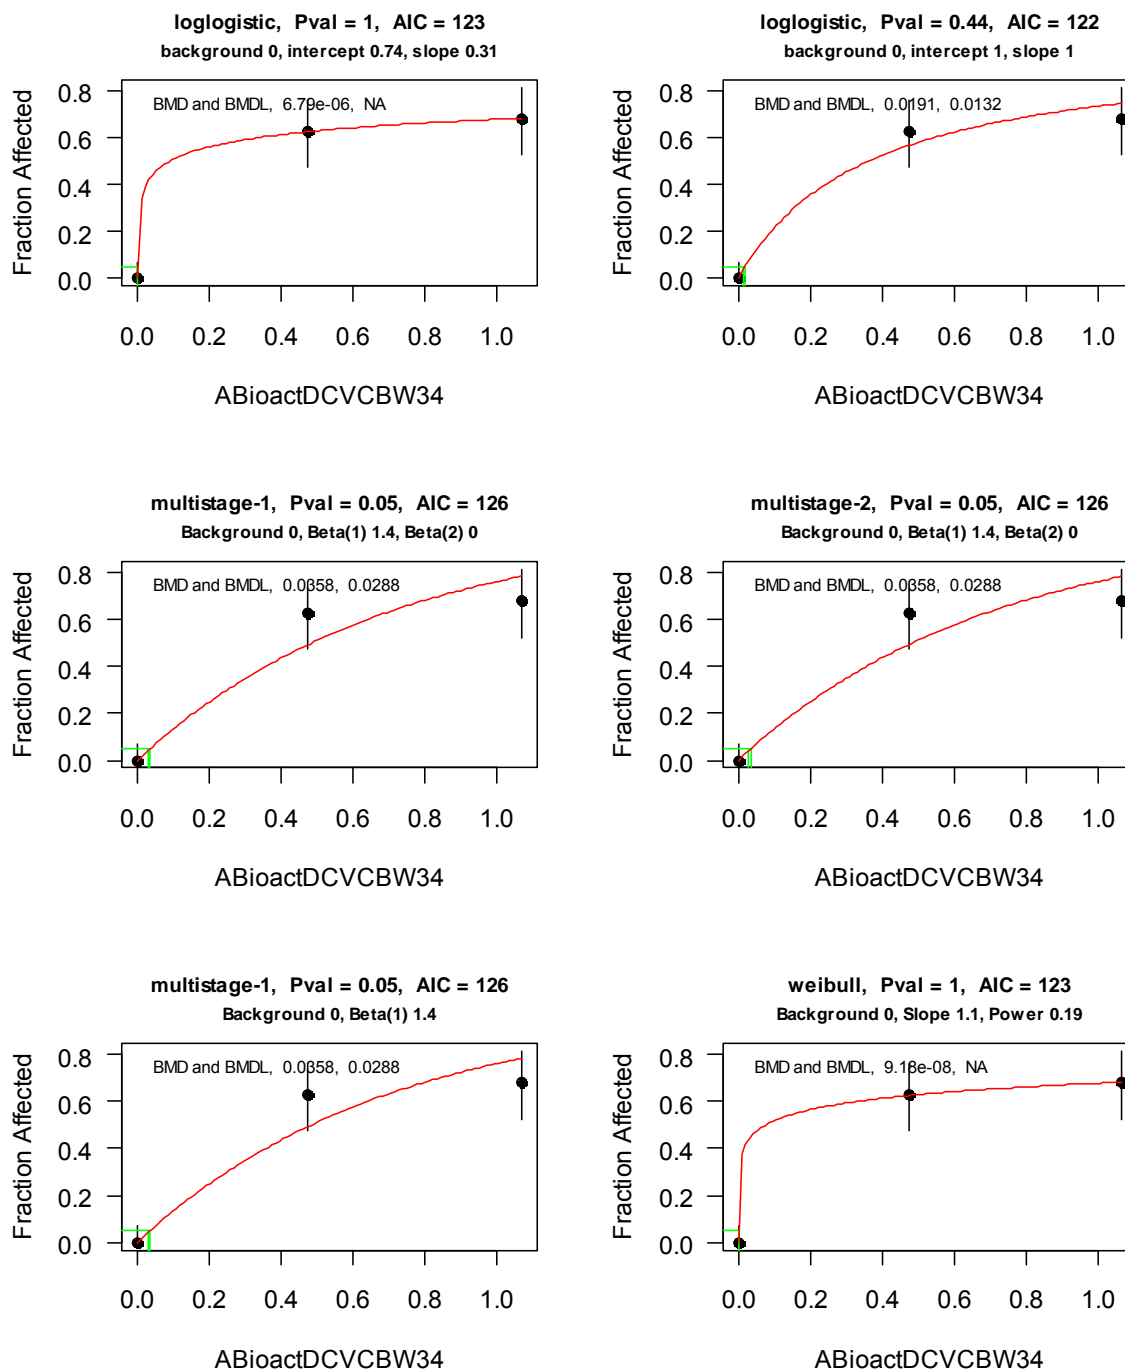 loglogistic, Pval = 1, AIC = 123
background 0, intercept 0.74, slope 0.31
BMD and BMDL, 6.79e-06, NA
Fraction Affected
0.8
0.6
0.4
0.2
0.0
0.0 0.2 0.4 0.6 0.8 1.0
ABioactDCVCBW34
loglogistic, Pval = 0.44, AIC = 122
background 0, intercept 1, slope 1
BMD and BMDL, 0.0191, 0.0132
Fraction Affected
0.8
0.6
0.4
0.2
0.0
0.0 0.2 0.4 0.6 0.8 1.0
ABioactDCVCBW34
multistage-1, Pval = 0.05, AIC = 126
Background 0, Beta(1) 1.4, Beta(2) 0
BMD and BMDL, 0.0358, 0.0288
Fraction Affected
0.8
0.6
0.4
0.2
0.0
0.0 0.2 0.4 0.6 0.8 1.0
ABioactDCVCBW34
multistage-2, Pval = 0.05, AIC = 126
Background 0, Beta(1) 1.4, Beta(2) 0
BMD and BMDL, 0.0358, 0.0288
Fraction Affected
0.8
0.6
0.4
0.2
0.0
0.0 0.2 0.4 0.6 0.8 1.0
ABioactDCVCBW34
multistage-1, Pval = 0.05, AIC = 126
Background 0, Beta(1) 1.4
BMD and BMDL, 0.0358, 0.0288
Fraction Affected
0.8
0.6
0.4
0.2
0.0
0.0 0.2 0.4 0.6 0.8 1.0
ABioactDCVCBW34
weibull, Pval = 1, AIC = 123
Background 0, Slope 1.1, Power 0.19
BMD and BMDL, 9.18e-08, NA
Fraction Affected
0.8
0.6
0.4
0.2
0.0
0.0 0.2 0.4 0.6 0.8 1.0
ABioactDCVCBW34